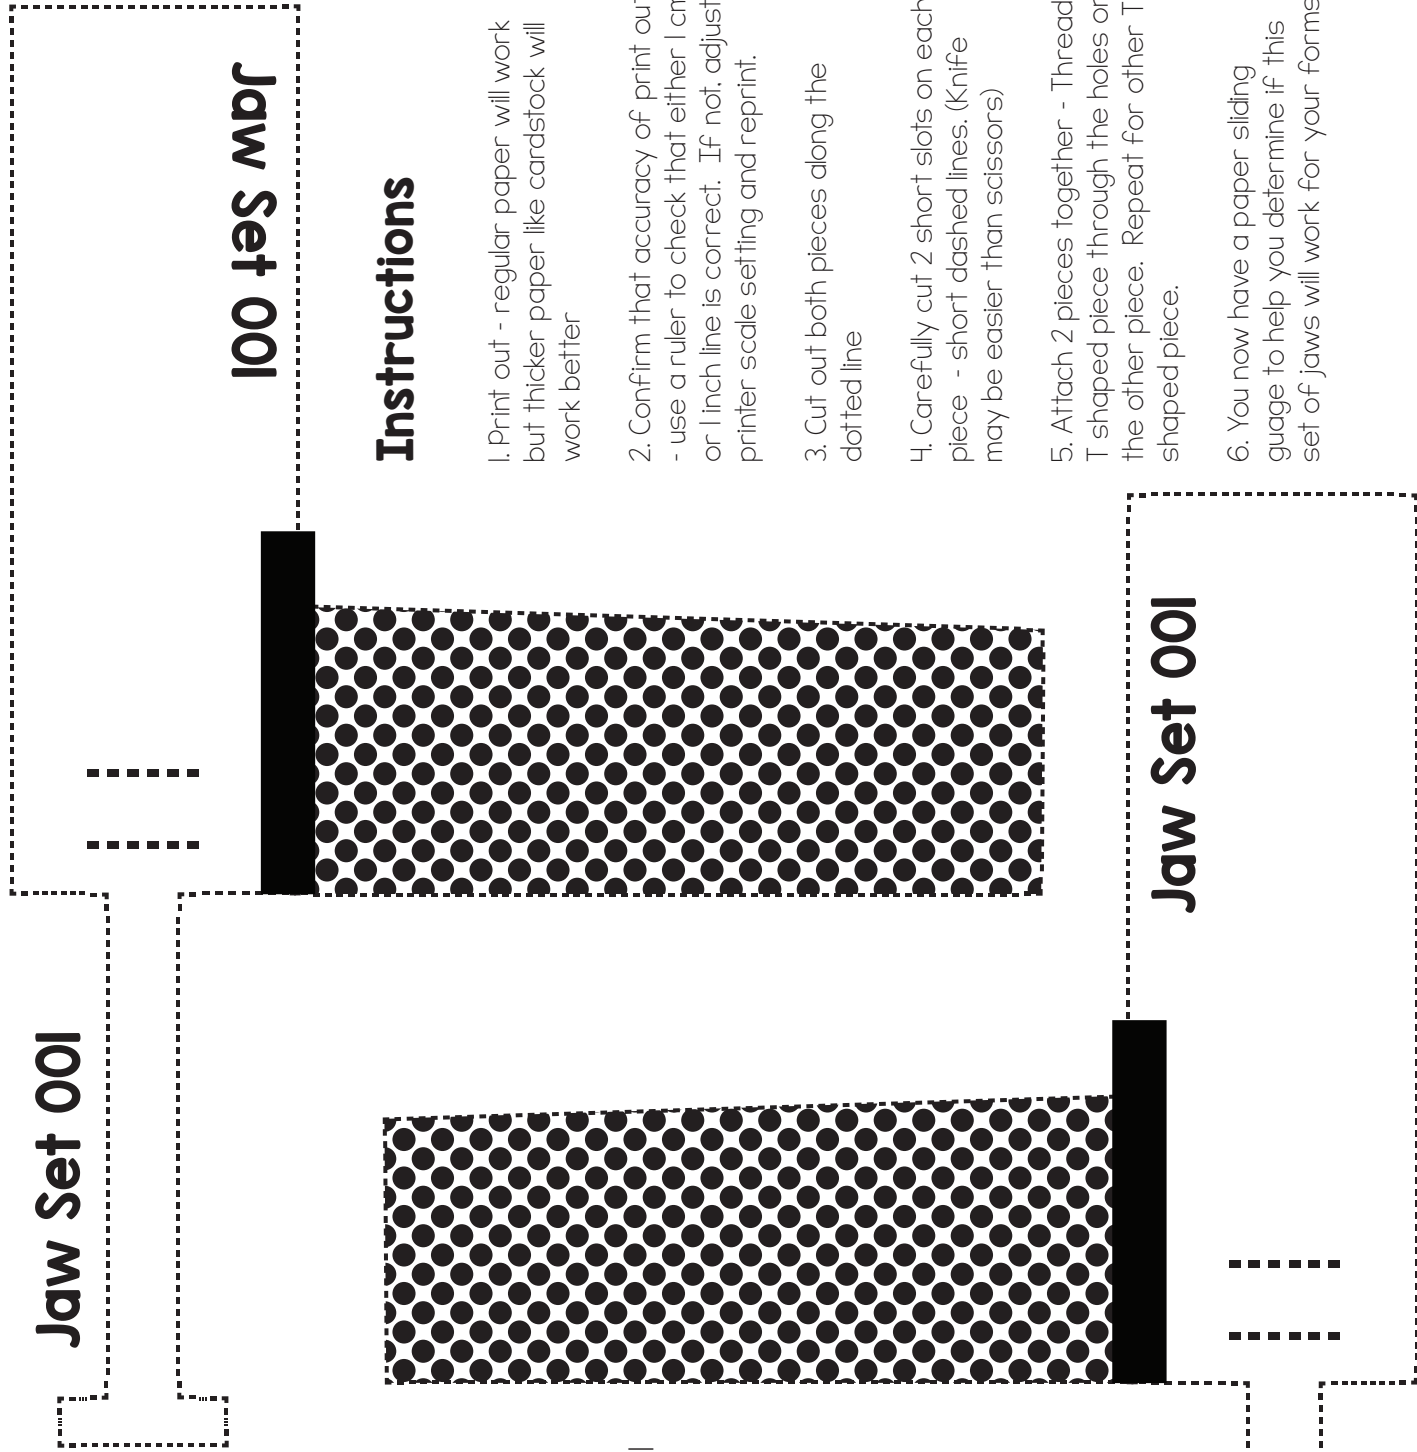 Jaw Set 001
Instructions
1. Print out - regular paper will work
but thicker paper like cardstock will
work better
2. Confirm that accuracy of print out
- use a ruler to check that either 1 cm
or 1 inch line is correct. If not, adjust
printer scale setting and reprint.
3. Cut out both pieces along the
dotted line
4. Carefully cut 2 short slots on each
piece - short dashed lines. (Knife
may be easier than scissors)
5. Attach 2 pieces together - Thread
T shaped piece through the holes on
the other piece. Repeat for other T
shaped piece.
6. You now have a paper sliding
guage to help you determine if this
set of jaws will work for your forms
Jaw Set 001
Jaw Set 001